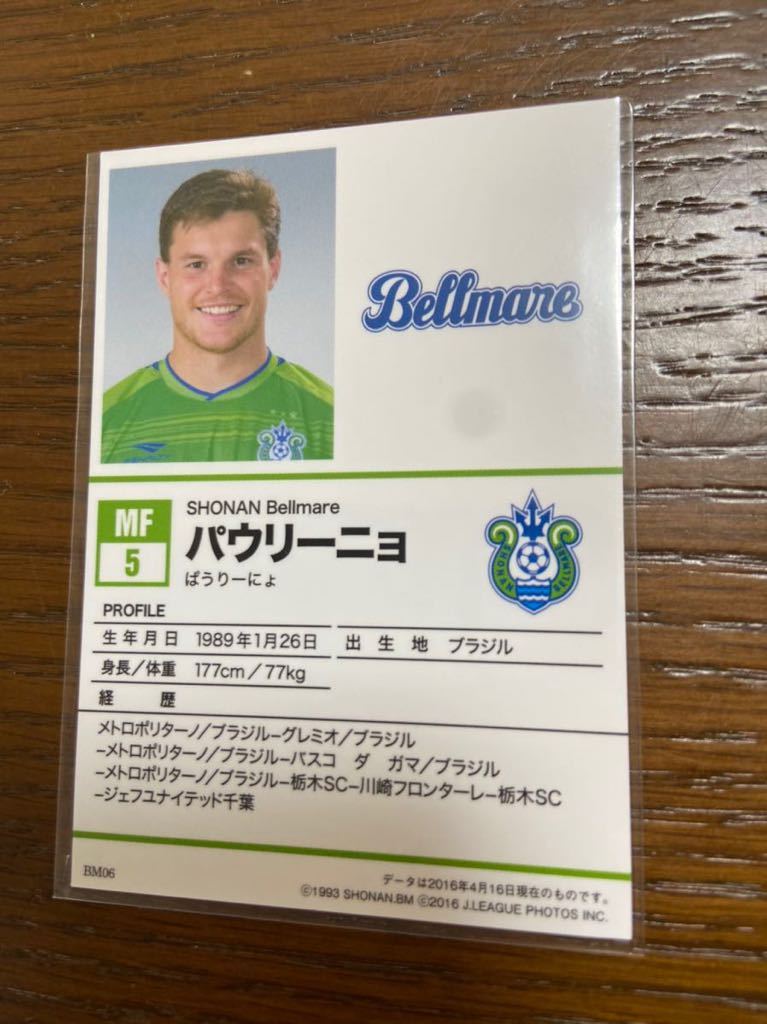 Bellmare
MF
5
SHONAN Bellmare
パウリーニョ
ぱうりーにょ
SHONAN
BELLMARE
PROFILE
生年月日 1989年1月26日 出生地 ブラジル
身長/体重 177cm/77kg
経歴
メトロポリターノ/ブラジル−グレミオ/ブラジル
−メトロポリターノ/ブラジル−バスコ ダ ガマ/ブラジル
−メトロポリターノ/ブラジル−栃木SC−川崎フロンターレ−栃木SC
−ジェフユナイテッド千葉
BM06
データは2016年4月16日現在のものです。
©1993 SHONAN.BM ©2016 J.LEAGUE PHOTOS INC.